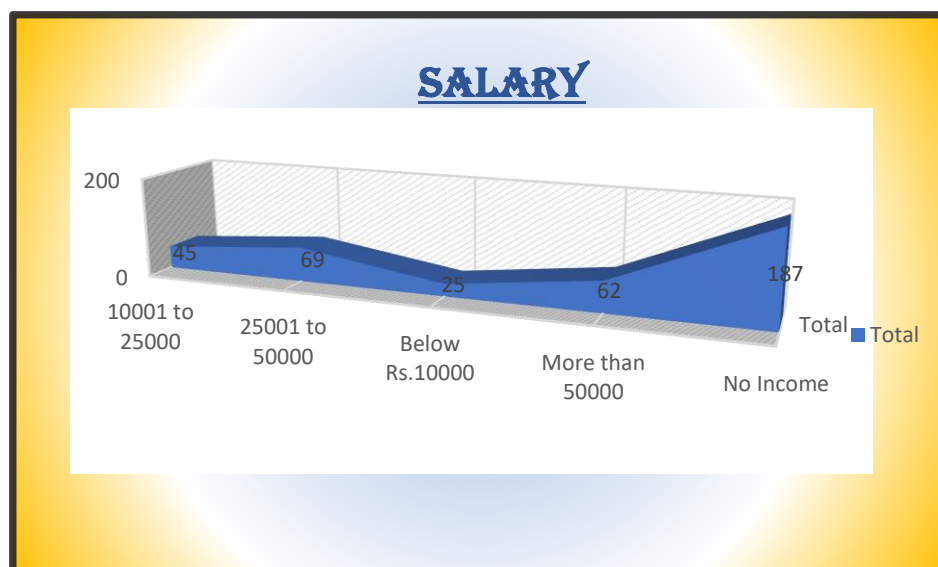 SALARY
200
0
45
69
25
62
187
10001 to
25000
25001 to
50000
Below
Rs.10000
More than
50000
No Income
Total
Total